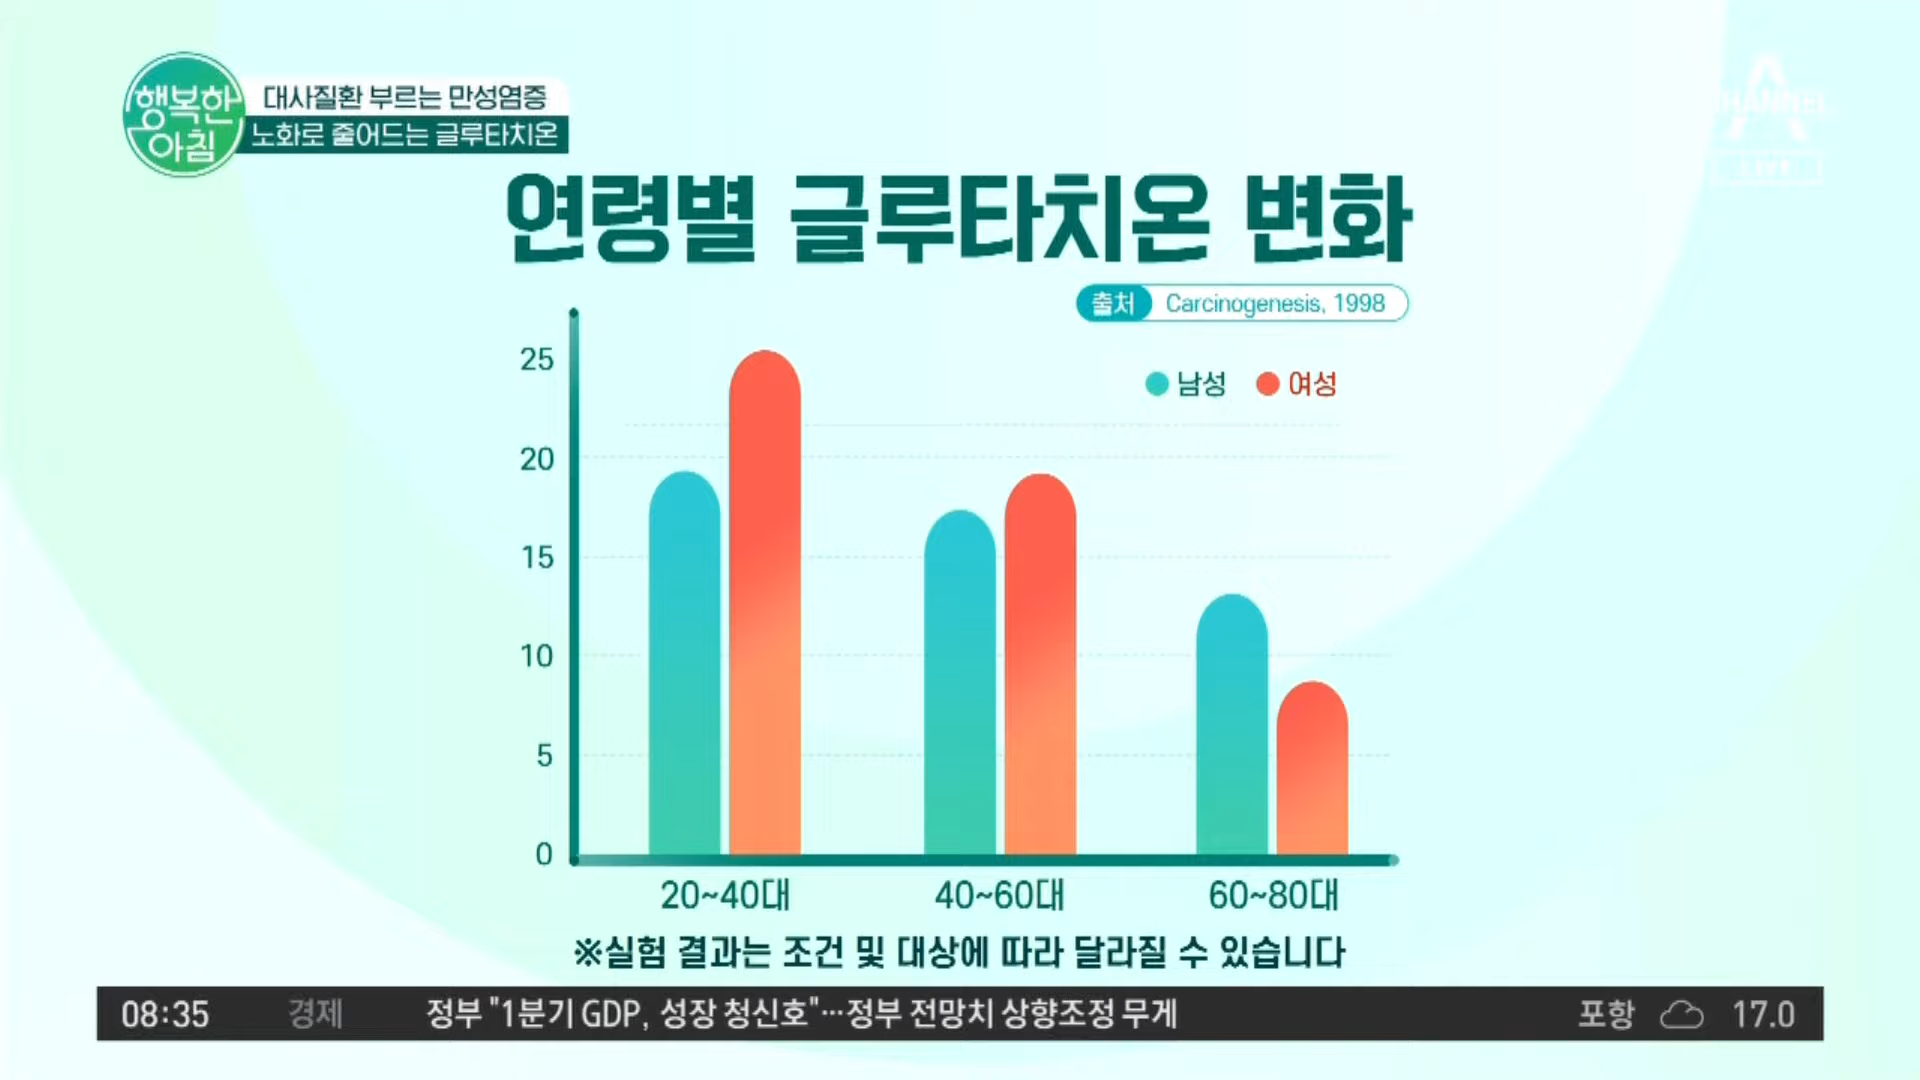 행복한
아침
대사질환 부르는 만성염증
노화로 줄어드는 글루타치온
CHANNEL A
LIVE
연령별 글루타치온 변화
출처 Carcinogenesis, 1998
남성 여성
25
20
15
10
5
0
20~40대 40~60대 60~80대
※실험 결과는 조건 및 대상에 따라 달라질 수 있습니다
08:35 경제 정부 "1분기 GDP, 성장 청신호"…정부 전망치 상향조정 무게 포항 17.0